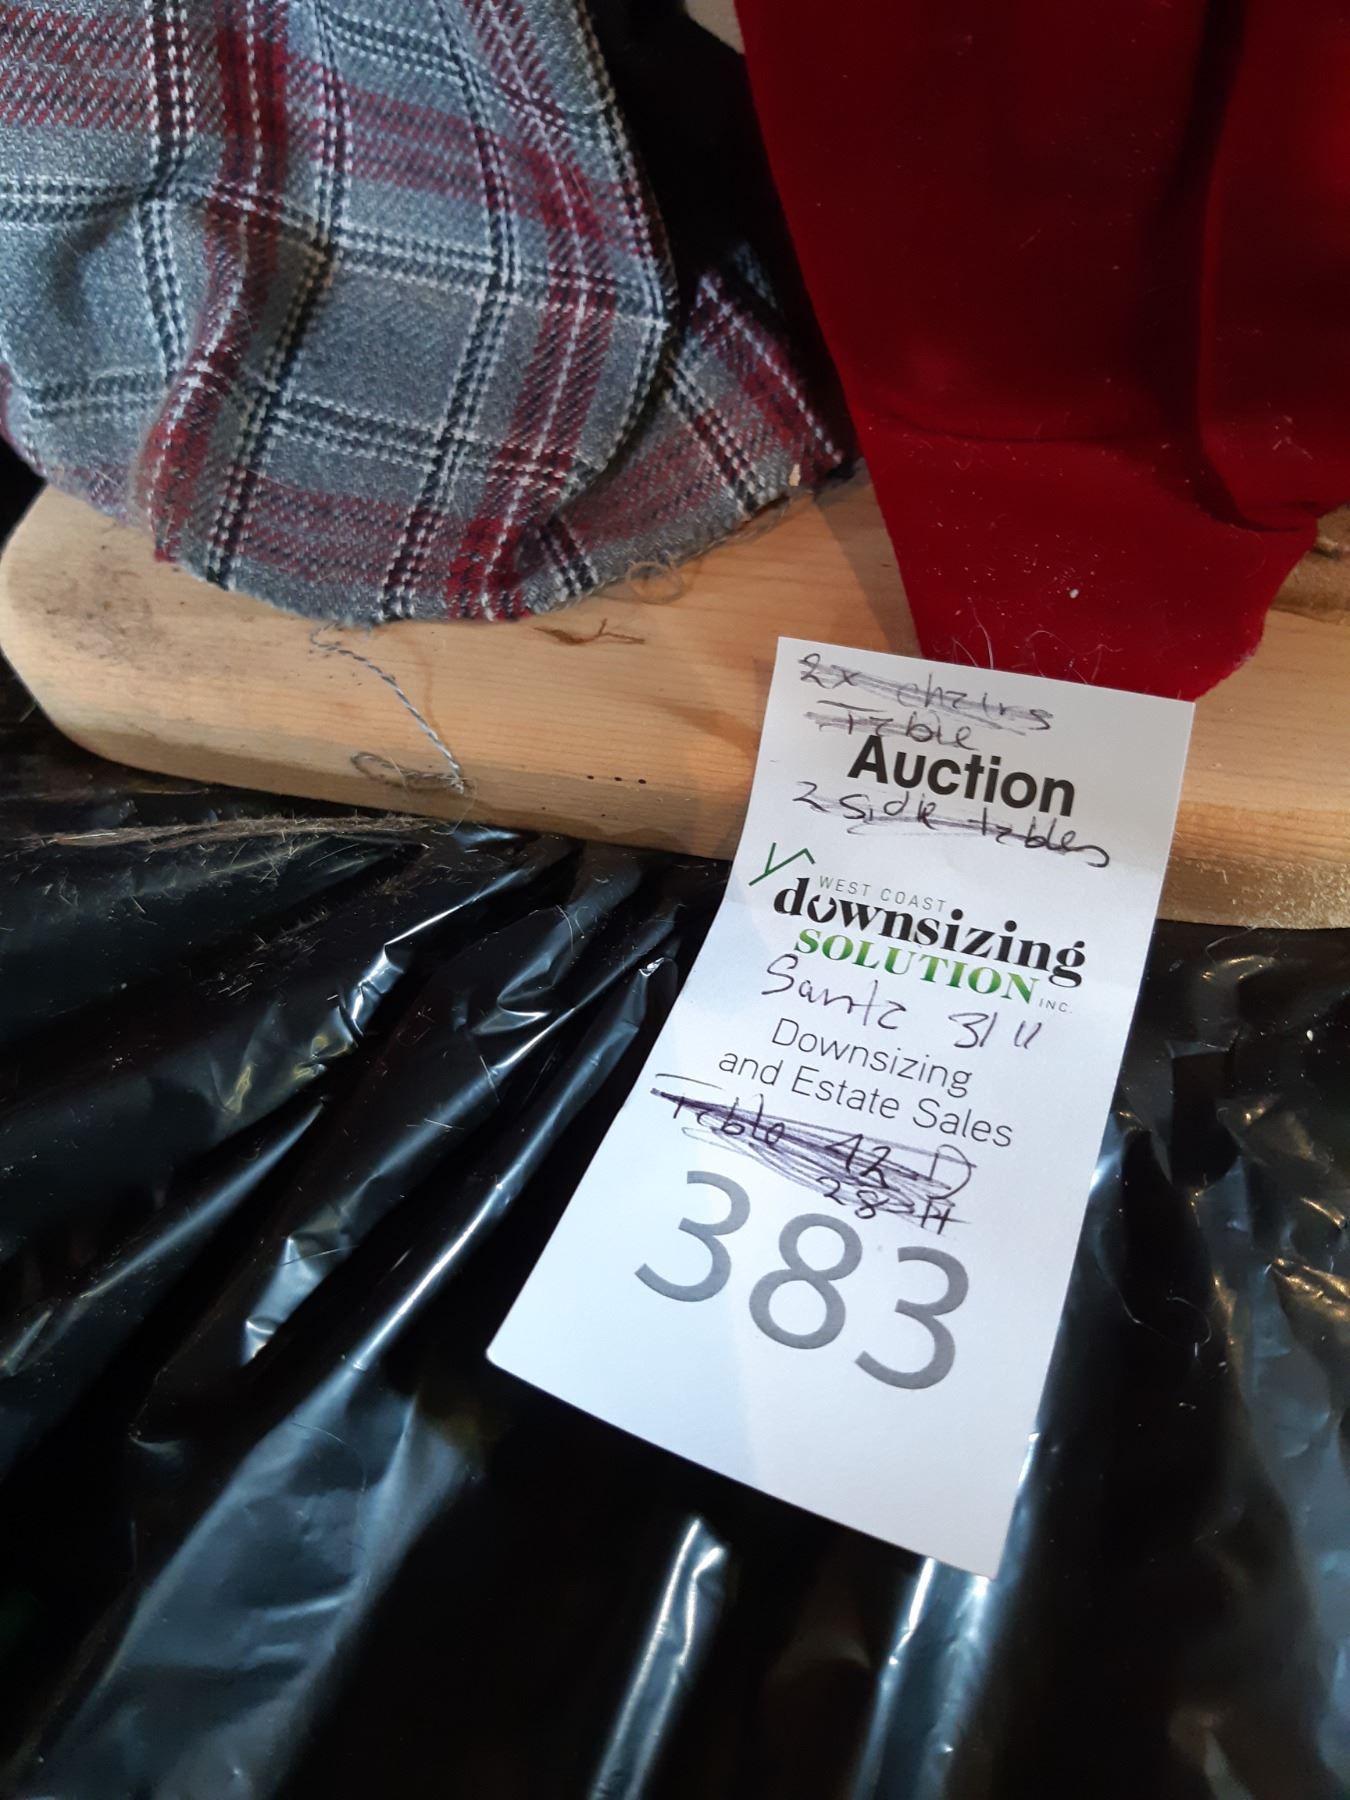 2x chairs
Table
Auction
2 side tables
WEST COAST
downsizing
SOLUTION INC.
Santa 31"
Downsizing
and Estate Sales
Table 42 D
28 H
383